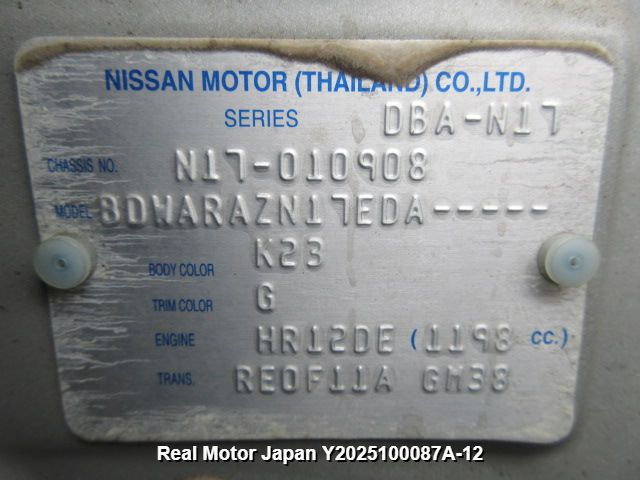 NISSAN MOTOR (THAILAND) CO.,LTD.
SERIES DBA-N17
CHASSIS NO. N17-010908
MODEL BDWARAZN17EDA-----
BODY COLOR K23
TRIM COLOR G
ENGINE HR12DE (1198 cc.)
TRANS. RE0F11A GM38
Real Motor Japan Y2025100087A-12